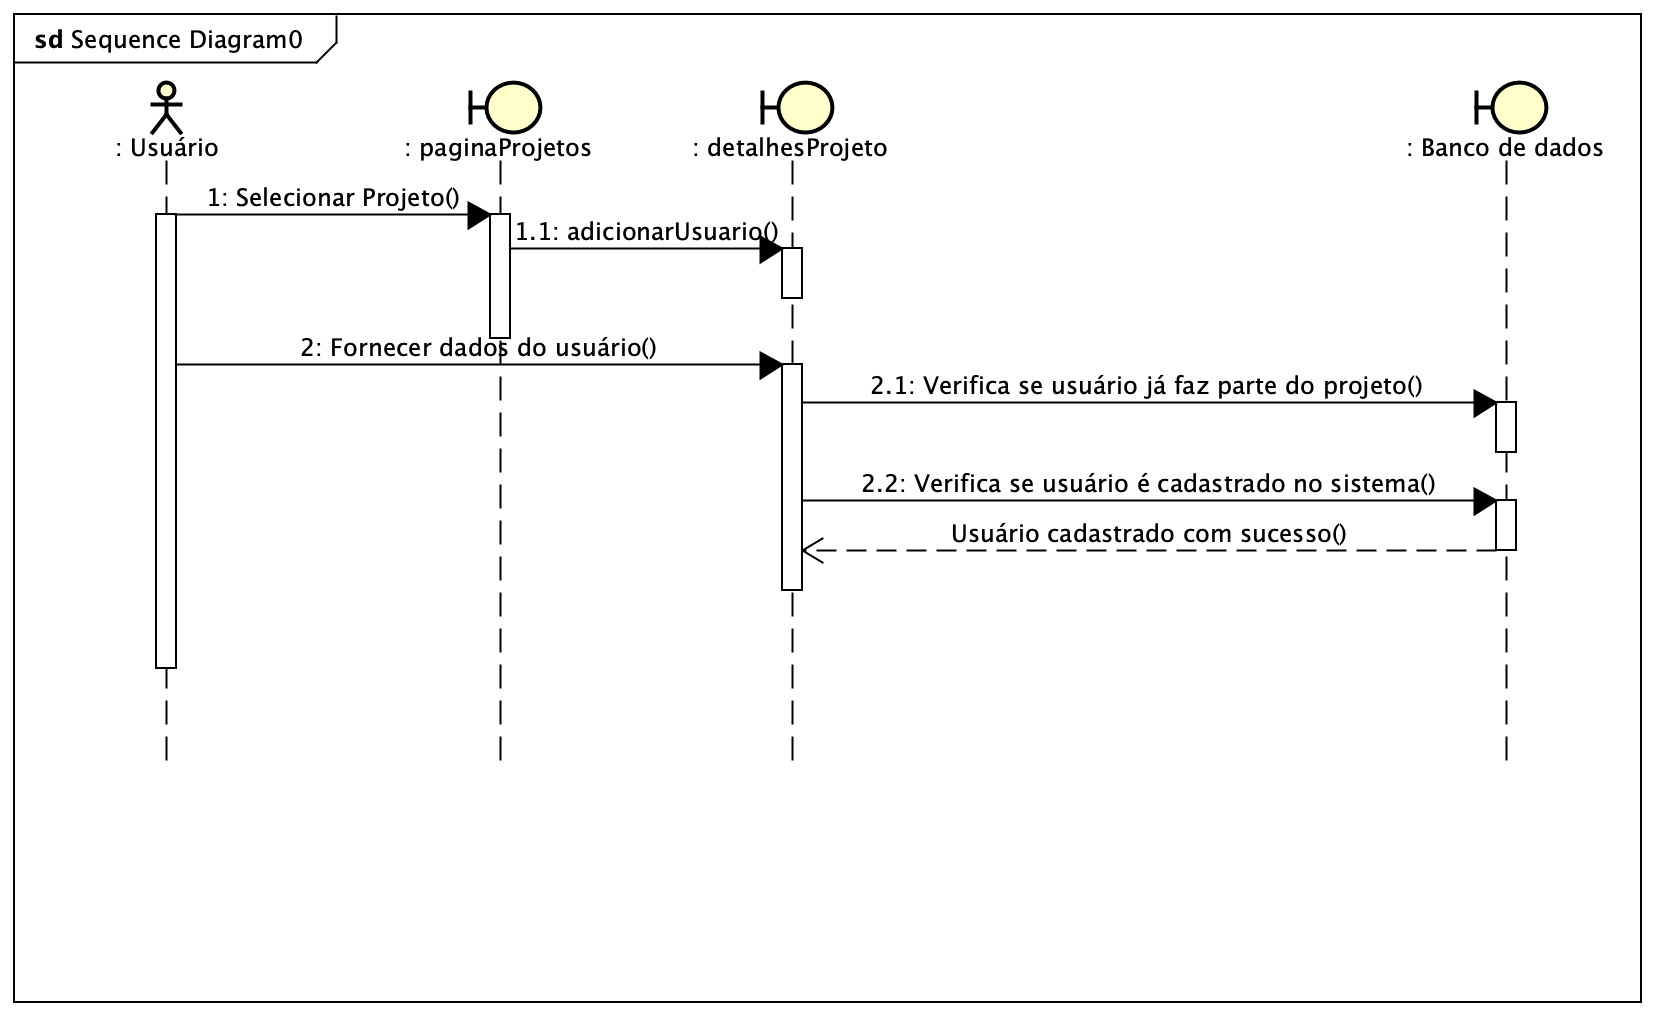 sd Sequence Diagram0
: Usuário
: paginaProjetos
: detalhesProjeto
: Banco de dados
1: Selecionar Projeto()
1.1: adicionarUsuario()
2: Fornecer dados do usuário()
2.1: Verifica se usuário já faz parte do projeto()
2.2: Verifica se usuário é cadastrado no sistema()
Usuário cadastrado com sucesso()